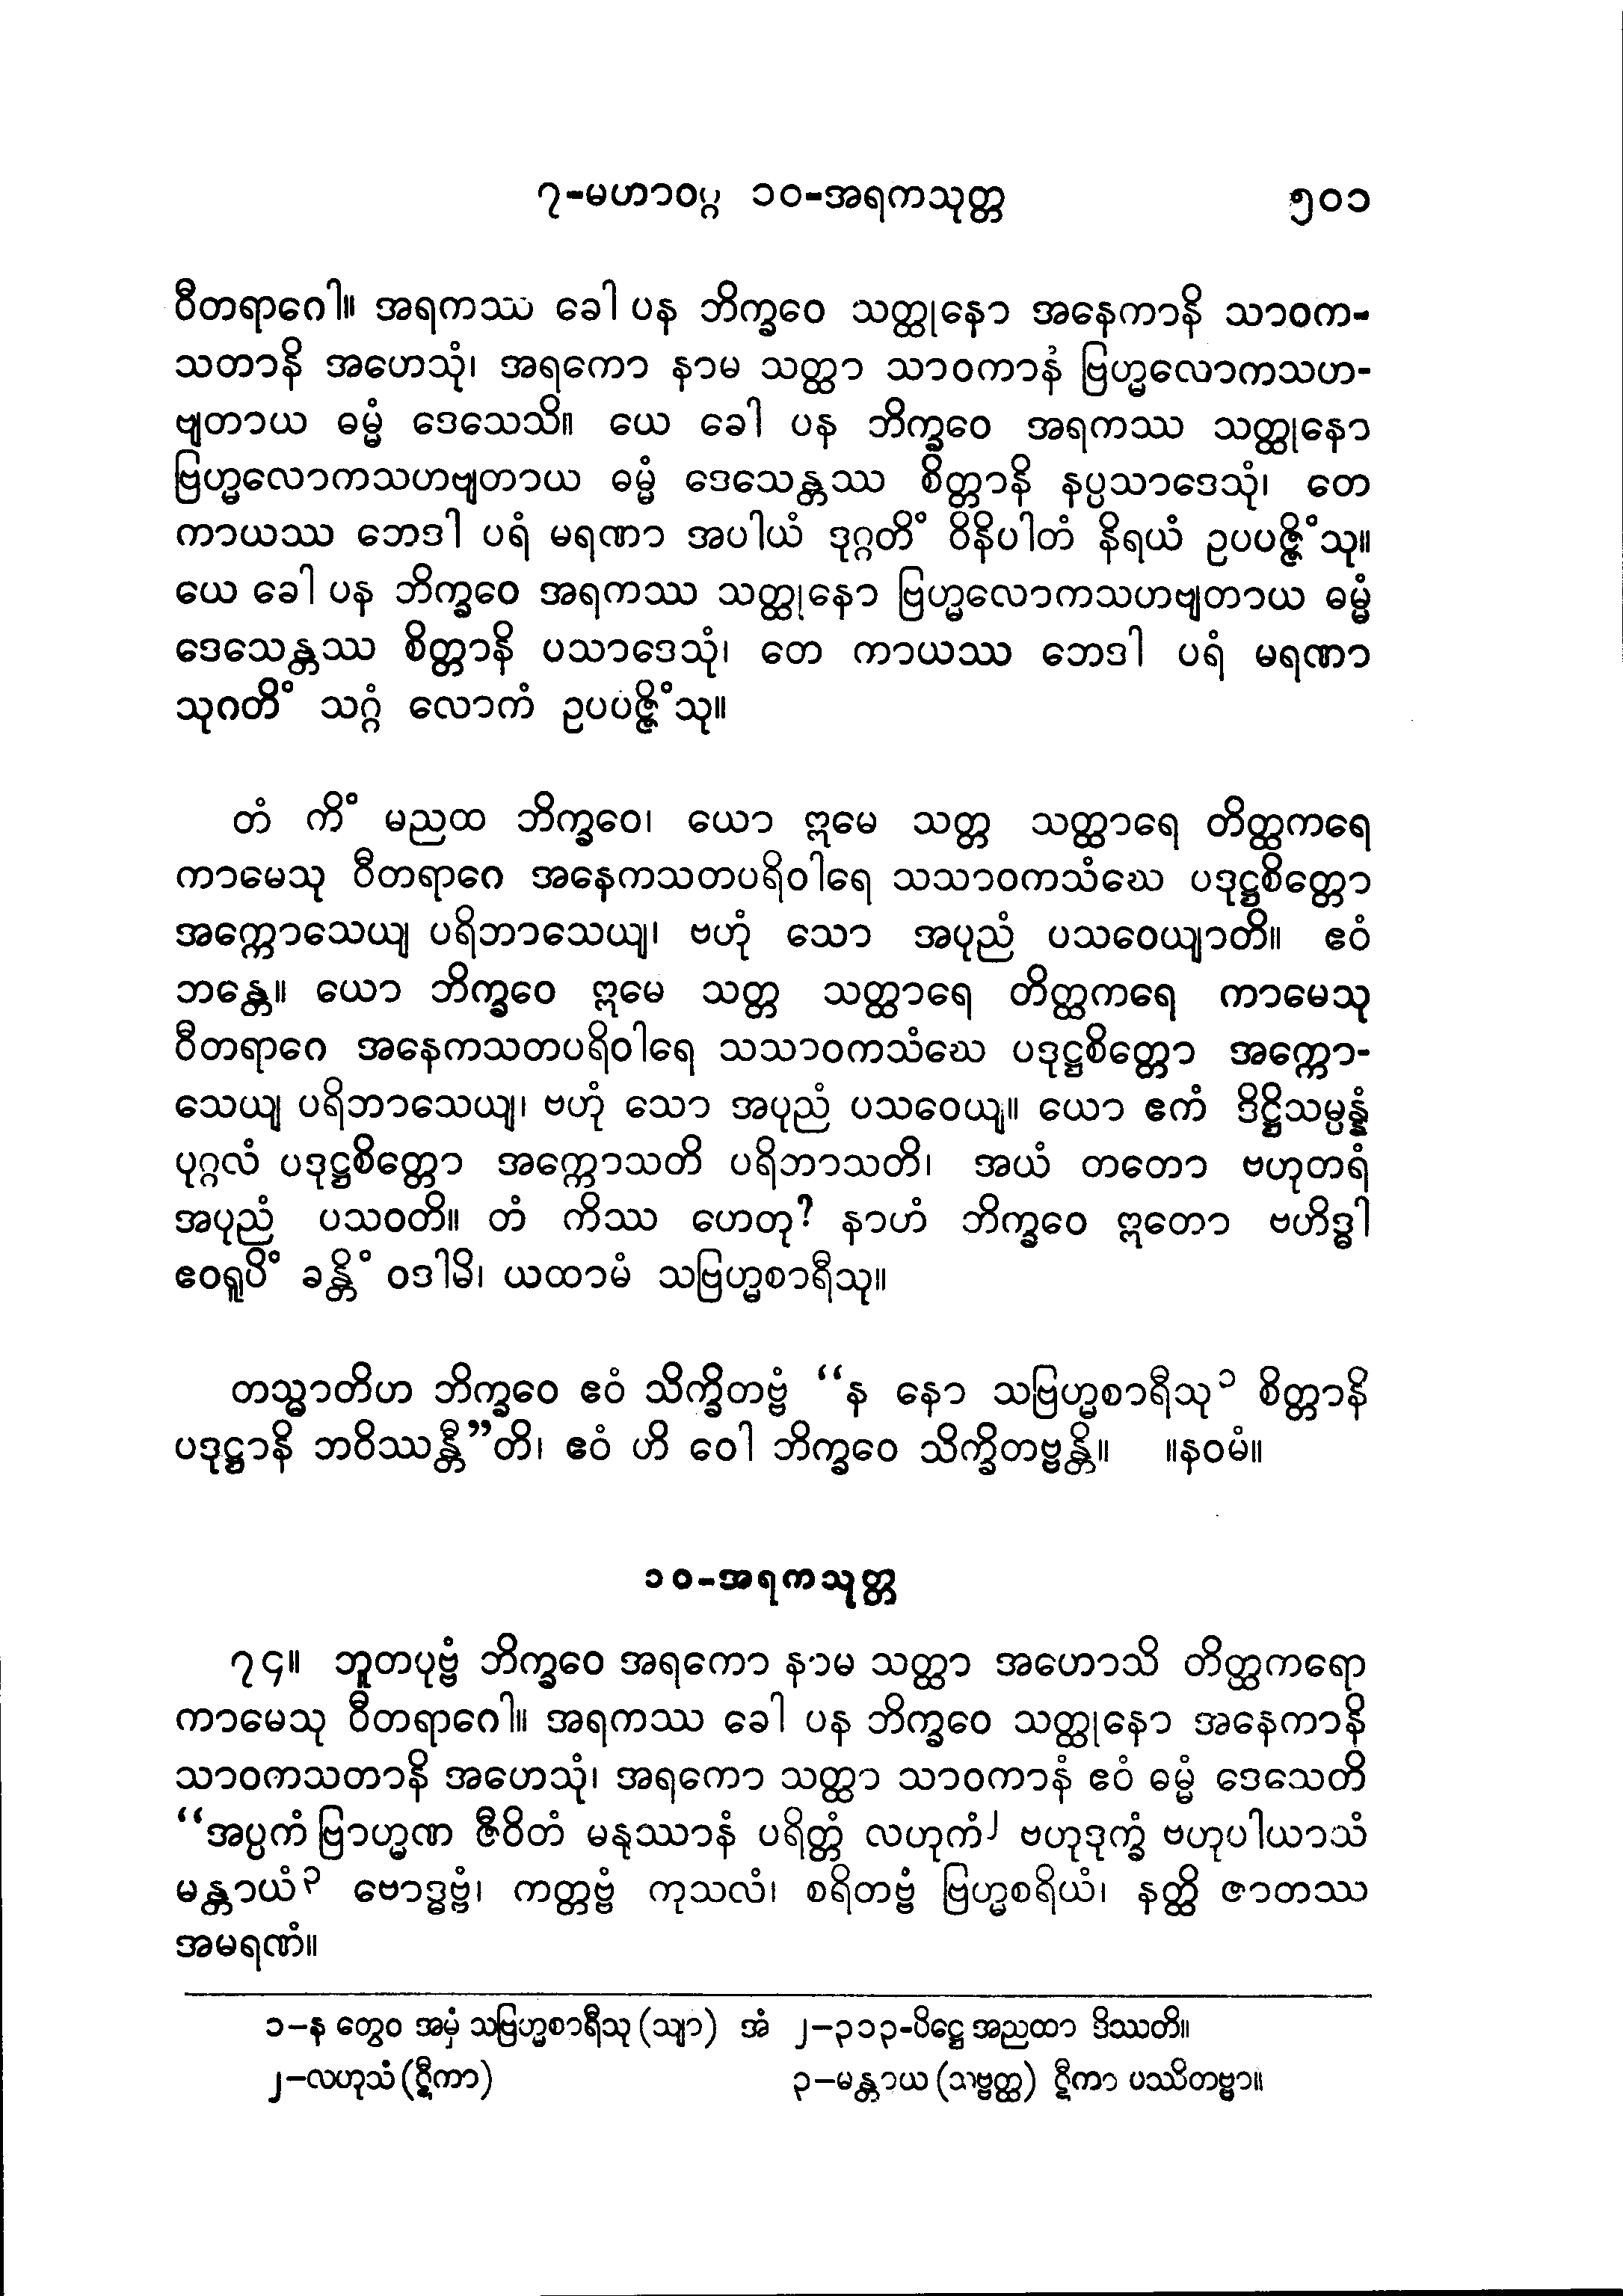 ၇-မဟာဝဂ္ဂ ၁၀-အရကသုတ္တ ၅၀၁
ဝီတရာဂေါ။ အရကဿ ခေါ ပန ဘိက္ခဝေ သတ္ထုနော အနေကာနိ သာဝက-
သတာနိ အဟေသုံ၊ အရကော နာမ သတ္ထာ သာဝကာနံ ဗြဟ္မလောကသဟ-
ဗျတာယ ဓမ္မံ ဒေသေသိ။ ယေ ခေါ ပန ဘိက္ခဝေ အရကဿ သတ္ထုနော
ဗြဟ္မလောကသဟဗျတာယ ဓမ္မံ ဒေသေန္တဿ စိတ္တာနိ နပ္ပသာဒေသုံ၊ တေ
ကာယဿ ဘေဒါ ပရံ မရဏာ အပါယံ ဒုဂ္ဂတိံ ဝိနိပါတံ နိရယံ ဥပပဇ္ဇိံသု။
ယေ ခေါ ပန ဘိက္ခဝေ အရကဿ သတ္ထုနော ဗြဟ္မလောကသဟဗျတာယ ဓမ္မံ
ဒေသေန္တဿ စိတ္တာနိ ပသာဒေသုံ၊ တေ ကာယဿ ဘေဒါ ပရံ မရဏာ
သုဂတိံ သဂ္ဂံ လောကံ ဥပပဇ္ဇိံသု။
တံ ကိံ မညထ ဘိက္ခဝေ၊ ယော ဣမေ သတ္တ သတ္ထာရေ တိတ္ထကရေ
ကာမေသု ဝီတရာဂေ အနေကသတပရိဝါရေ သသာဝကသံဃေ ပဒုဋ္ဌစိတ္တော
အက္ကောသေယျ ပရိဘာသေယျ၊ ဗဟုံ သော အပုညံ ပသဝေယျာတိ။ ဧဝံ
ဘန္တေ။ ယော ဘိက္ခဝေ ဣမေ သတ္တ သတ္ထာရေ တိတ္ထကရေ ကာမေသု
ဝီတရာဂေ အနေကသတပရိဝါရေ သသာဝကသံဃေ ပဒုဋ္ဌစိတ္တော အက္ကော-
သေယျ ပရိဘာသေယျ၊ ဗဟုံ သော အပုညံ ပသဝေယျ။ ယော ဧကံ ဒိဋ္ဌိသမ္ပန္နံ
ပုဂ္ဂလံ ပဒုဋ္ဌစိတ္တော အက္ကောသတိ ပရိဘာသတိ၊ အယံ တတော ဗဟုတရံ
အပုညံ ပသဝတိ။ တံ ကိဿ ဟေတု? နာဟံ ဘိက္ခဝေ ဣတော ဗဟိဒ္ဓါ
ဧဝရူပိံ ခန္တိံ ဝဒါမိ၊ ယထာမံ သဗြဟ္မစာရီသု။
တသ္မာတိဟ ဘိက္ခဝေ ဧဝံ သိက္ခိတဗ္ဗံ “န နော သဗြဟ္မစာရီသု၁ စိတ္တာနိ
ပဒုဋ္ဌာနိ ဘဝိဿန္တီ”တိ၊ ဧဝံ ဟိ ဝေါ ဘိက္ခဝေ သိက္ခိတဗ္ဗန္တိ။ ။နဝမံ။
၁၀-အရကသုတ္တ
၇၄။ ဘူတပုဗ္ဗံ ဘိက္ခဝေ အရကော နာမ သတ္ထာ အဟောသိ တိတ္ထကရော
ကာမေသု ဝီတရာဂေါ။ အရကဿ ခေါ ပန ဘိက္ခဝေ သတ္ထုနော အနေကာနိ
သာဝကသတာနိ အဟေသုံ၊ အရကော သတ္ထာ သာဝကာနံ ဧဝံ ဓမ္မံ ဒေသေတိ
“အပ္ပကံ ဗြာဟ္မဏ ဇီဝိတံ မနုဿာနံ ပရိတ္တံ လဟုကံ၂ ဗဟုဒုက္ခံ ဗဟုပါယာသံ
မန္တာယံ၃ ဗောဒ္ဓဗ္ဗံ၊ ကတ္တဗ္ဗံ ကုသလံ၊ စရိတဗ္ဗံ ဗြဟ္မစရိယံ၊ နတ္ထိ ဇာတဿ
အမရဏံ။
၁-န တွေဝ အမှံ သဗြဟ္မစာရီသု (သျာ) အံ ၂-၃၁၃-ပိဋ္ဌေ အညထာ ဒိဿတိ။
၂-လဟုသံ (ဋီကာ) ၃-မန္တာယ (သဗ္ဗတ္ထ) ဋီကာ ပဿိတဗ္ဗာ။